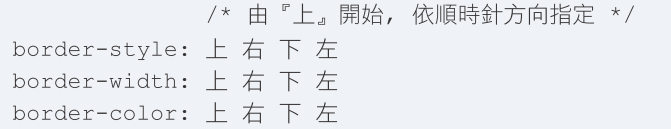 /* 由『上』開始, 依順時針方向指定 */
border-style: 上 右 下 左
border-width: 上 右 下 左
border-color: 上 右 下 左